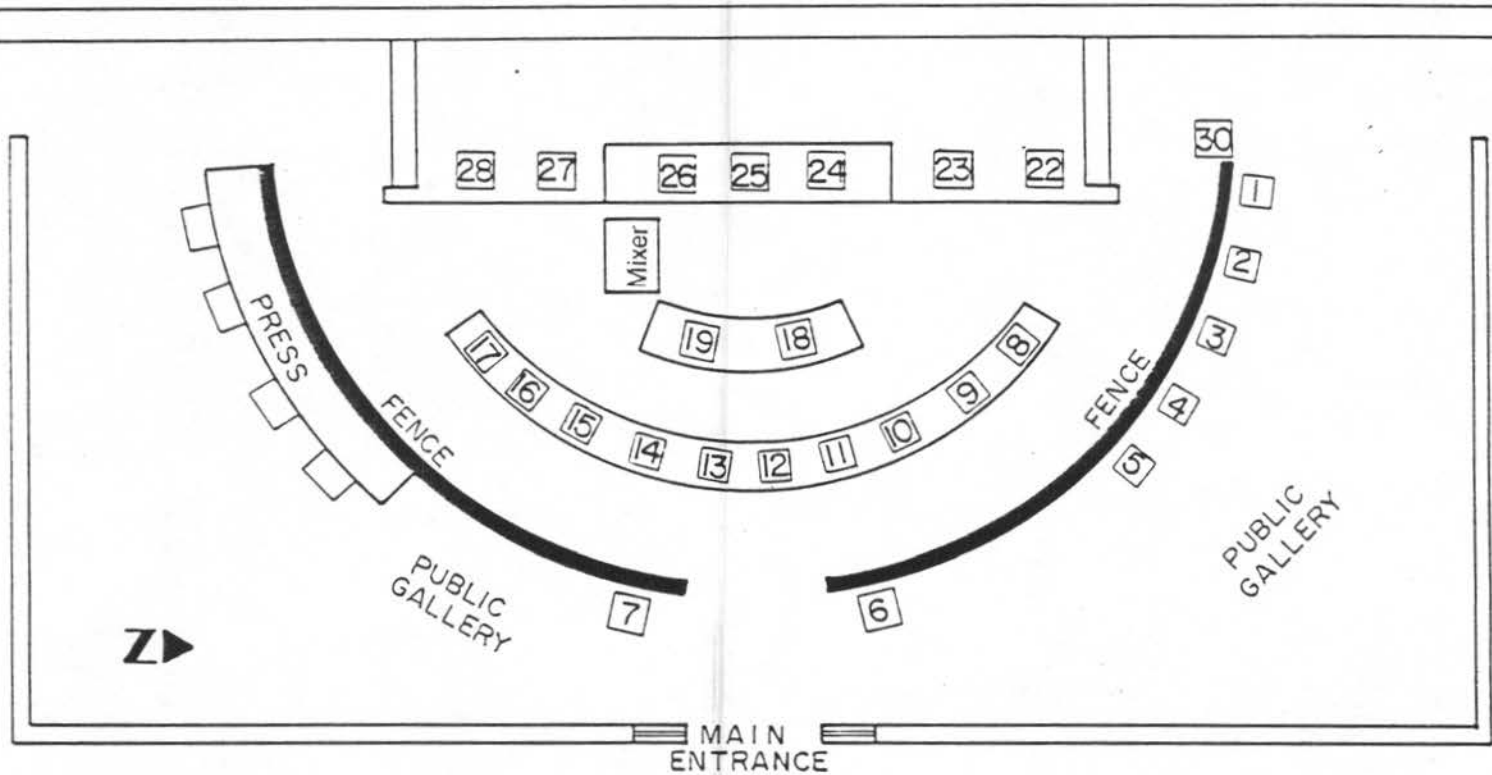 30
28 27 26 25 24 23 22
1
2
Mixer
3
PRESS
19 18
17 8
16 9
FENCE
FENCE
4
15 10
14 11
13 12
5
PUBLIC
GALLERY
PUBLIC
GALLERY
7 6
N
MAIN
ENTRANCE